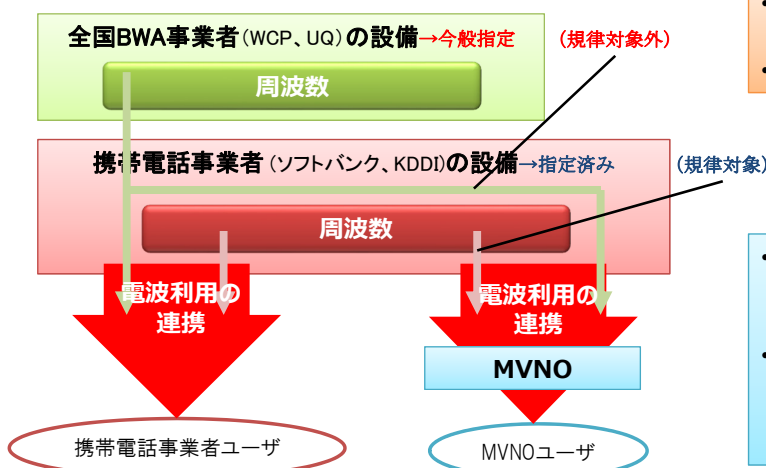 全国BWA事業者(WCP、UQ)の設備→今般指定
(規律対象外)
周波数
携帯電話事業者(ソフトバンク、KDDI)の設備→指定済み
(規律対象)
周波数
電波利用の
連携
電波利用の
連携
MVNO
携帯電話事業者ユーザ
MVNOユーザ